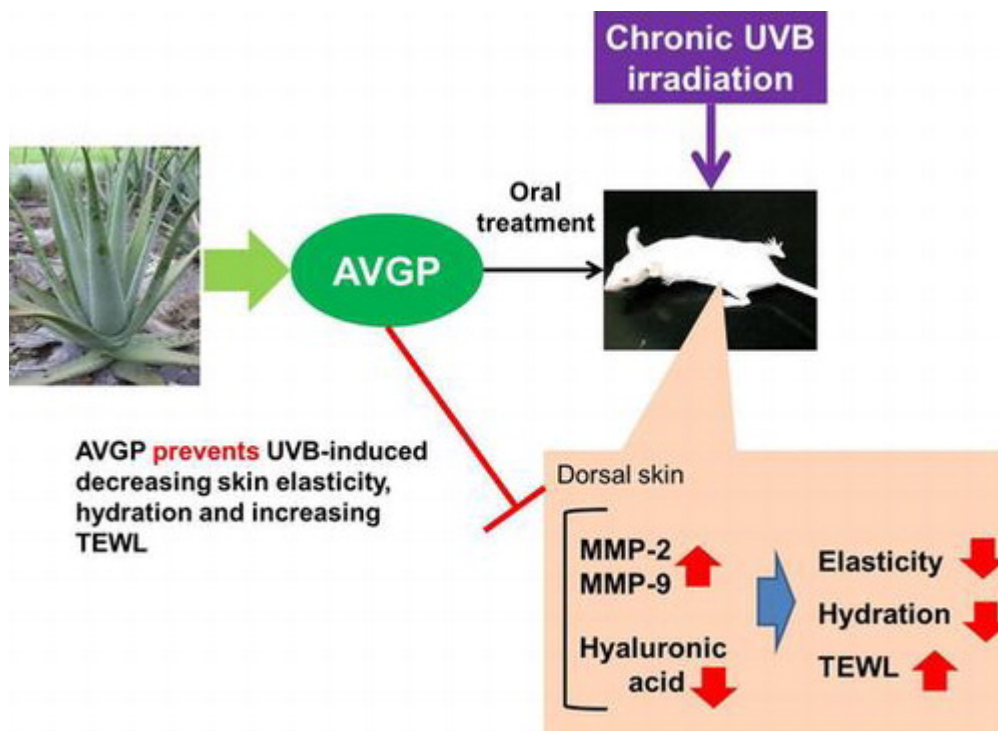 Chronic UVB
irradiation
Oral
treatment
AVGP
AVGP prevents UVB-induced
decreasing skin elasticity,
hydration and increasing
TEWL
Dorsal skin
MMP-2
MMP-9
Hyaluronic
acid
Elasticity
Hydration
TEWL